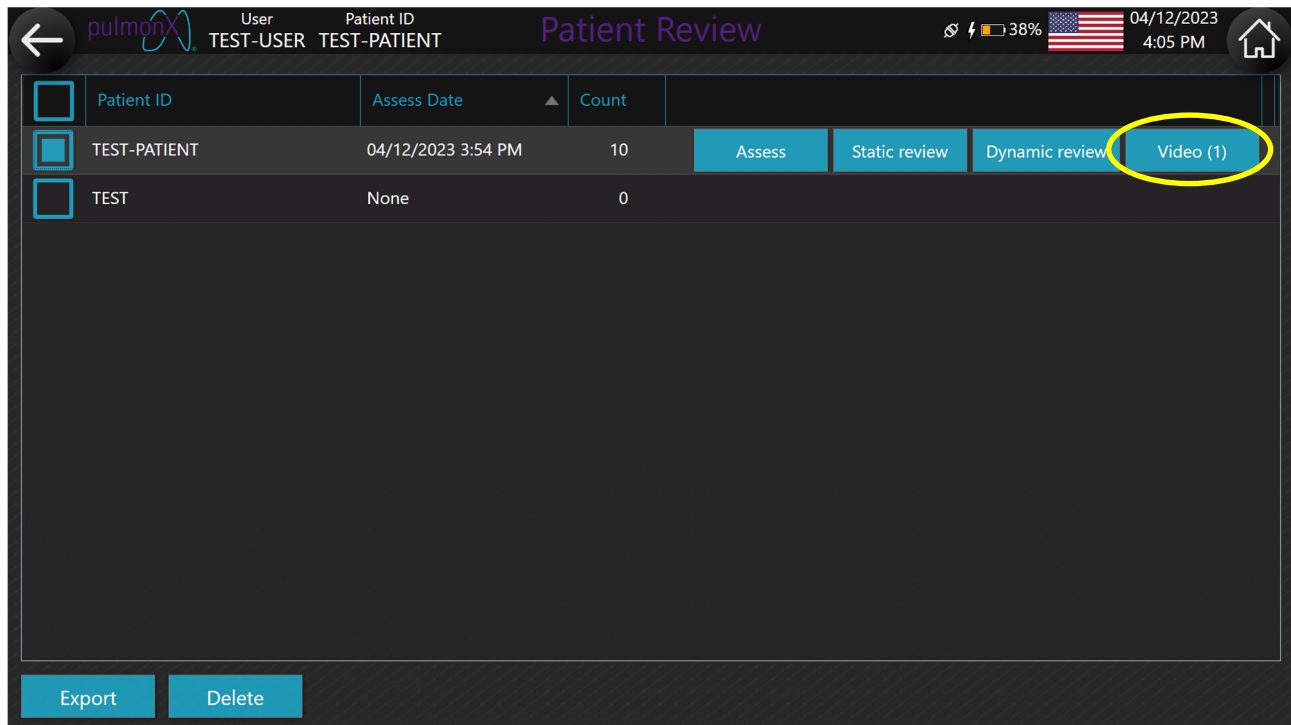 pulmonX
User Patient ID
TEST-USER TEST-PATIENT
Patient Review
38%
04/12/2023
4:05 PM
Patient ID Assess Date Count
TEST-PATIENT 04/12/2023 3:54 PM 10 Assess Static review Dynamic review Video (1)
TEST None 0
Export Delete